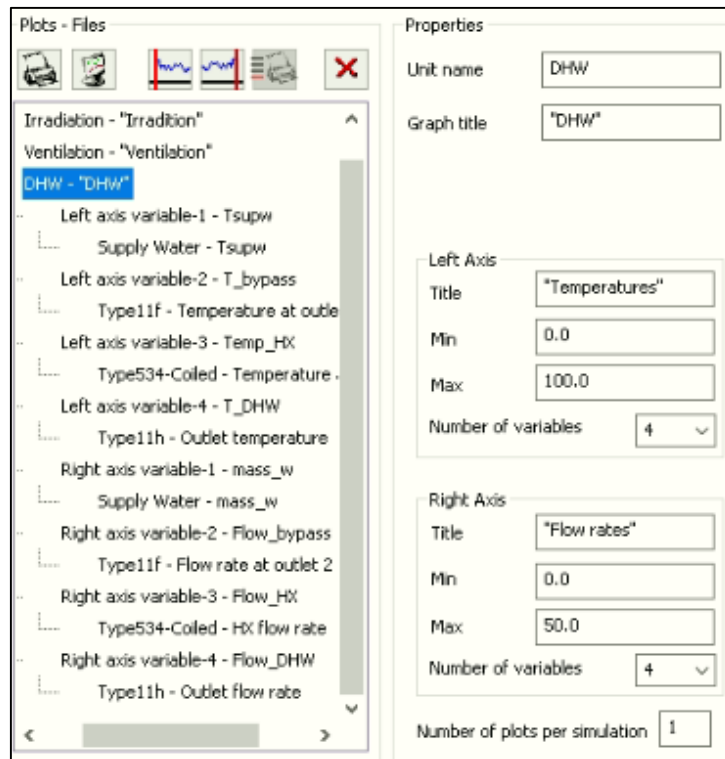 Plots - Files
Irradiation - "Irradition"
Ventilation - "Ventilation"
DHW - "DHW"
Left axis variable-1 - Tsupw
Supply Water - Tsupw
Left axis variable-2 - T_bypass
Type11f - Temperature at outle
Left axis variable-3 - Temp_HX
Type534-Coiled - Temperature
Left axis variable-4 - T_DHW
Type11h - Outlet temperature
Right axis variable-1 - mass_w
Supply Water - mass_w
Right axis variable-2 - Flow_bypass
Type11f - Flow rate at outlet 2
Right axis variable-3 - Flow_HX
Type534-Coiled - HX flow rate
Right axis variable-4 - Flow_DHW
Type11h - Outlet flow rate
Properties
Unit name DHW
Graph title "DHW"
Left Axis
Title "Temperatures"
Min 0.0
Max 100.0
Number of variables 4
Right Axis
Title "Flow rates"
Min 0.0
Max 50.0
Number of variables 4
Number of plots per simulation 1